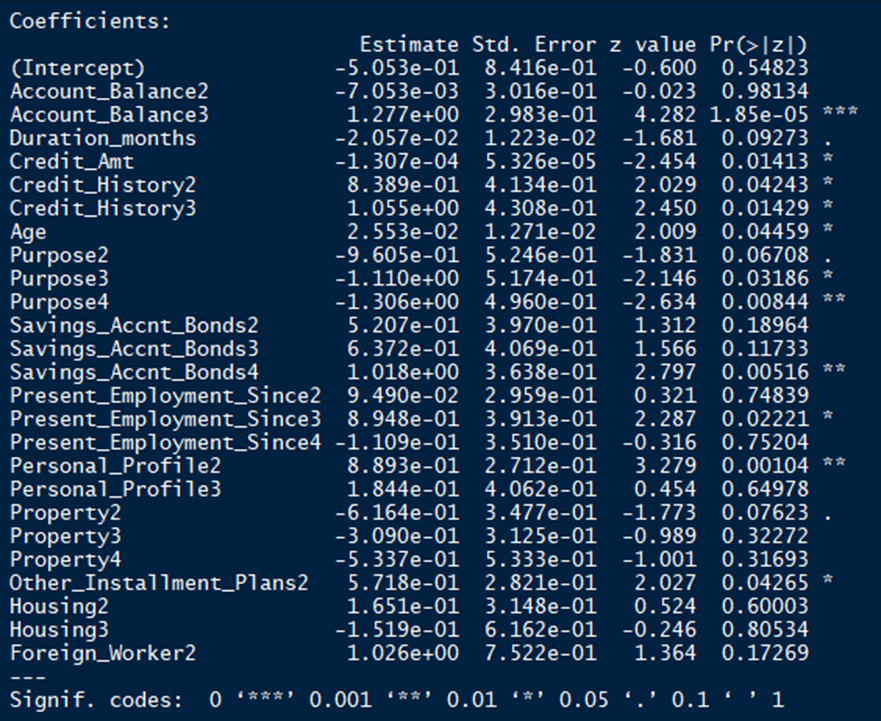 Coefficients:
                          Estimate Std. Error z value Pr(>|z|)
(Intercept)             -5.053e-01  8.416e-01  -0.600  0.54823
Account_Balance2        -7.053e-03  3.016e-01  -0.023  0.98134
Account_Balance3         1.277e+00  2.983e-01   4.282 1.85e-05 ***
Duration_months         -2.057e-02  1.223e-02  -1.681  0.09273 .
Credit_Amt              -1.307e-04  5.326e-05  -2.454  0.01413 *
Credit_History2          8.389e-01  4.134e-01   2.029  0.04243 *
Credit_History3          1.055e+00  4.308e-01   2.450  0.01429 *
Age                      2.553e-02  1.271e-02   2.009  0.04459 *
Purpose2                -9.605e-01  5.246e-01  -1.831  0.06708 .
Purpose3                -1.110e+00  5.174e-01  -2.146  0.03186 *
Purpose4                -1.306e+00  4.960e-01  -2.634  0.00844 **
Savings_Accnt_Bonds2     5.207e-01  3.970e-01   1.312  0.18964
Savings_Accnt_Bonds3     6.372e-01  4.069e-01   1.566  0.11733
Savings_Accnt_Bonds4     1.018e+00  3.638e-01   2.797  0.00516 **
Present_Employment_Since2  9.490e-02  2.959e-01   0.321  0.74839
Present_Employment_Since3  8.948e-01  3.913e-01   2.287  0.02221 *
Present_Employment_Since4 -1.109e-01  3.510e-01  -0.316  0.75204
Personal_Profile2        8.893e-01  2.712e-01   3.279  0.00104 **
Personal_Profile3        1.844e-01  4.062e-01   0.454  0.64978
Property2               -6.164e-01  3.477e-01  -1.773  0.07623 .
Property3               -3.090e-01  3.125e-01  -0.989  0.32272
Property4               -5.337e-01  5.333e-01  -1.001  0.31693
Other_Installment_Plans2  5.718e-01  2.821e-01   2.027  0.04265 *
Housing2                 1.651e-01  3.148e-01   0.524  0.60003
Housing3                -1.519e-01  6.162e-01  -0.246  0.80534
Foreign_Worker2          1.026e+00  7.522e-01   1.364  0.17269
---
Signif. codes:  0 ‘***’ 0.001 ‘**’ 0.01 ‘*’ 0.05 ‘.’ 0.1 ‘ ’ 1